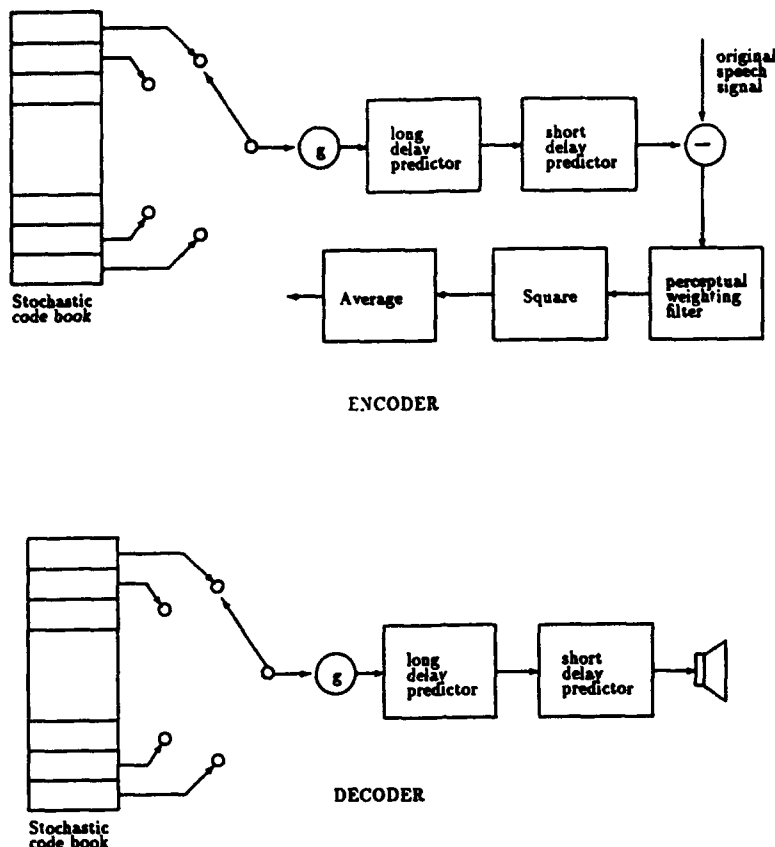 original
speech
signal
g
long
delay
predictor
short
delay
predictor
−
Stochastic
code book
Average
Square
perceptual
weighting
filter
ENCODER
g
long
delay
predictor
short
delay
predictor
DECODER
Stochastic
code book